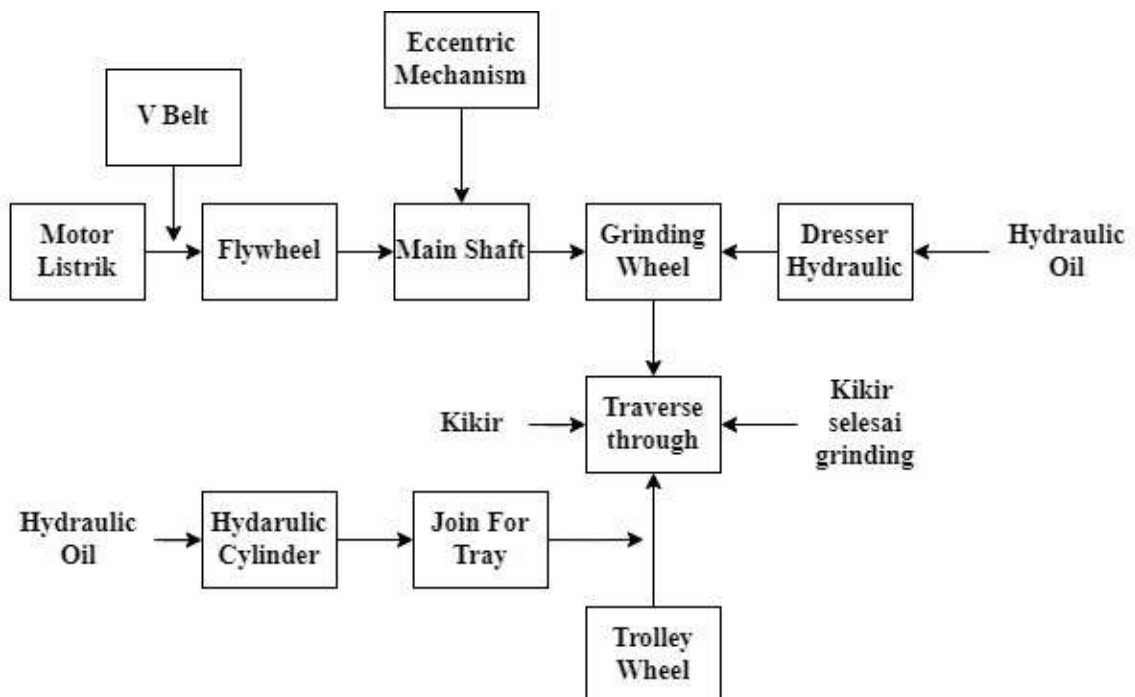 Eccentric
Mechanism
V Belt
Motor
Listrik
Flywheel
Main Shaft
Grinding
Wheel
Dresser
Hydraulic
Hydraulic
Oil
Kikir
Traverse
through
Kikir
selesai
grinding
Hydraulic
Oil
Hydarulic
Cylinder
Join For
Tray
Trolley
Wheel